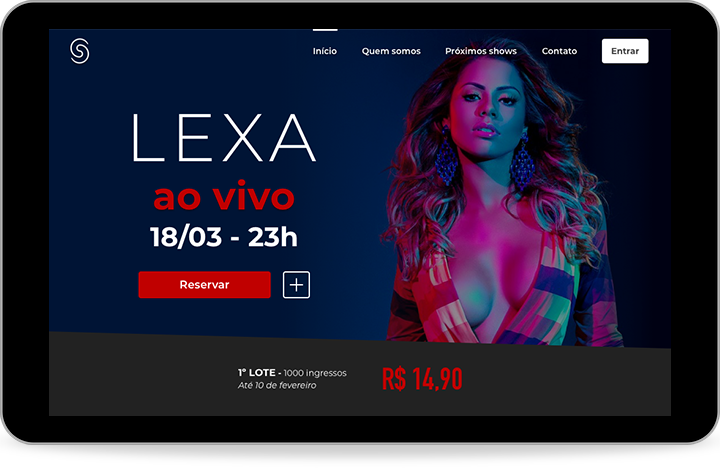 Início Quem somos Próximos shows Contato Entrar
LEXA
ao vivo
18/03 - 23h
Reservar
1º LOTE - 1000 ingressos
Até 10 de fevereiro
R$ 14,90